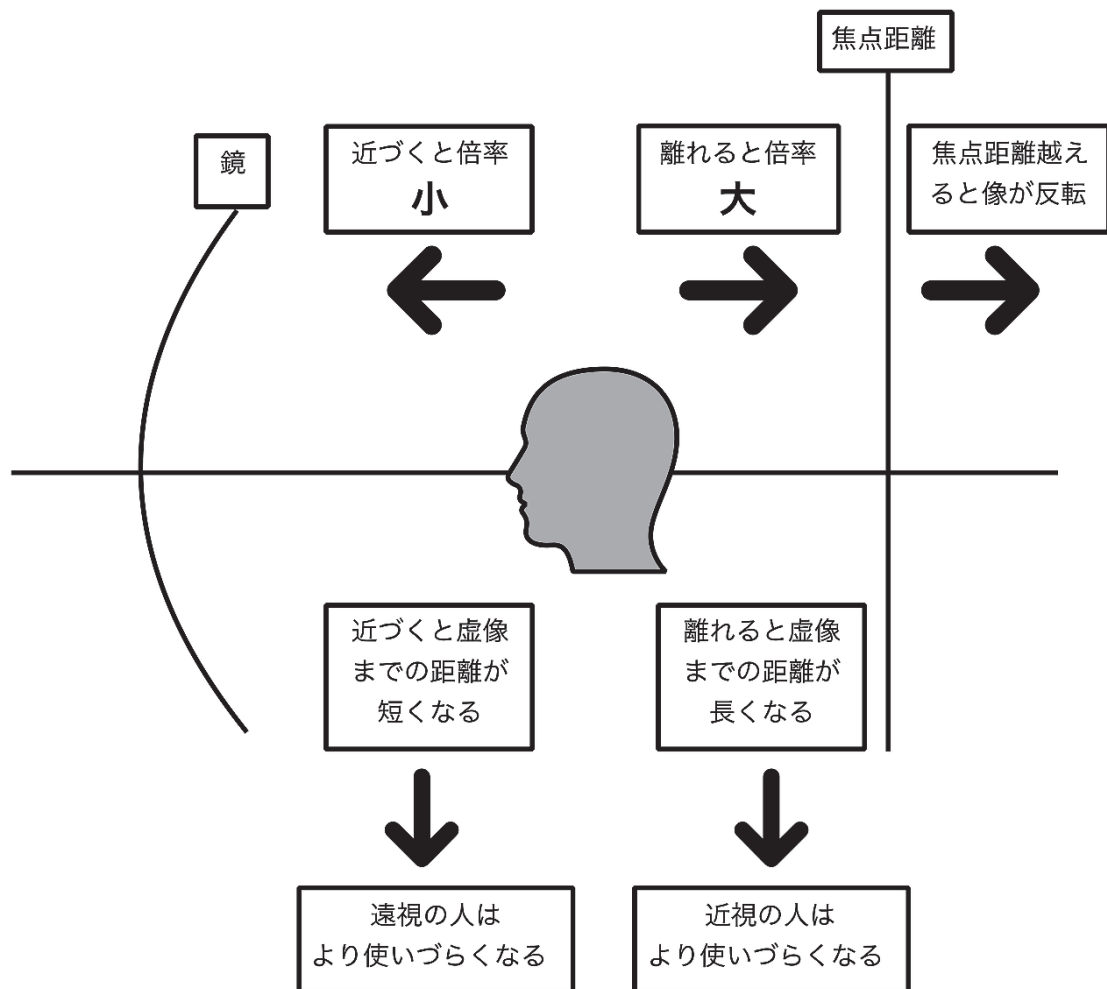 焦点距離
鏡
近づくと倍率
小
離れると倍率
大
焦点距離越え
ると像が反転
近づくと虚像
までの距離が
短くなる
離れると虚像
までの距離が
長くなる
遠視の人は
より使いづらくなる
近視の人は
より使いづらくなる